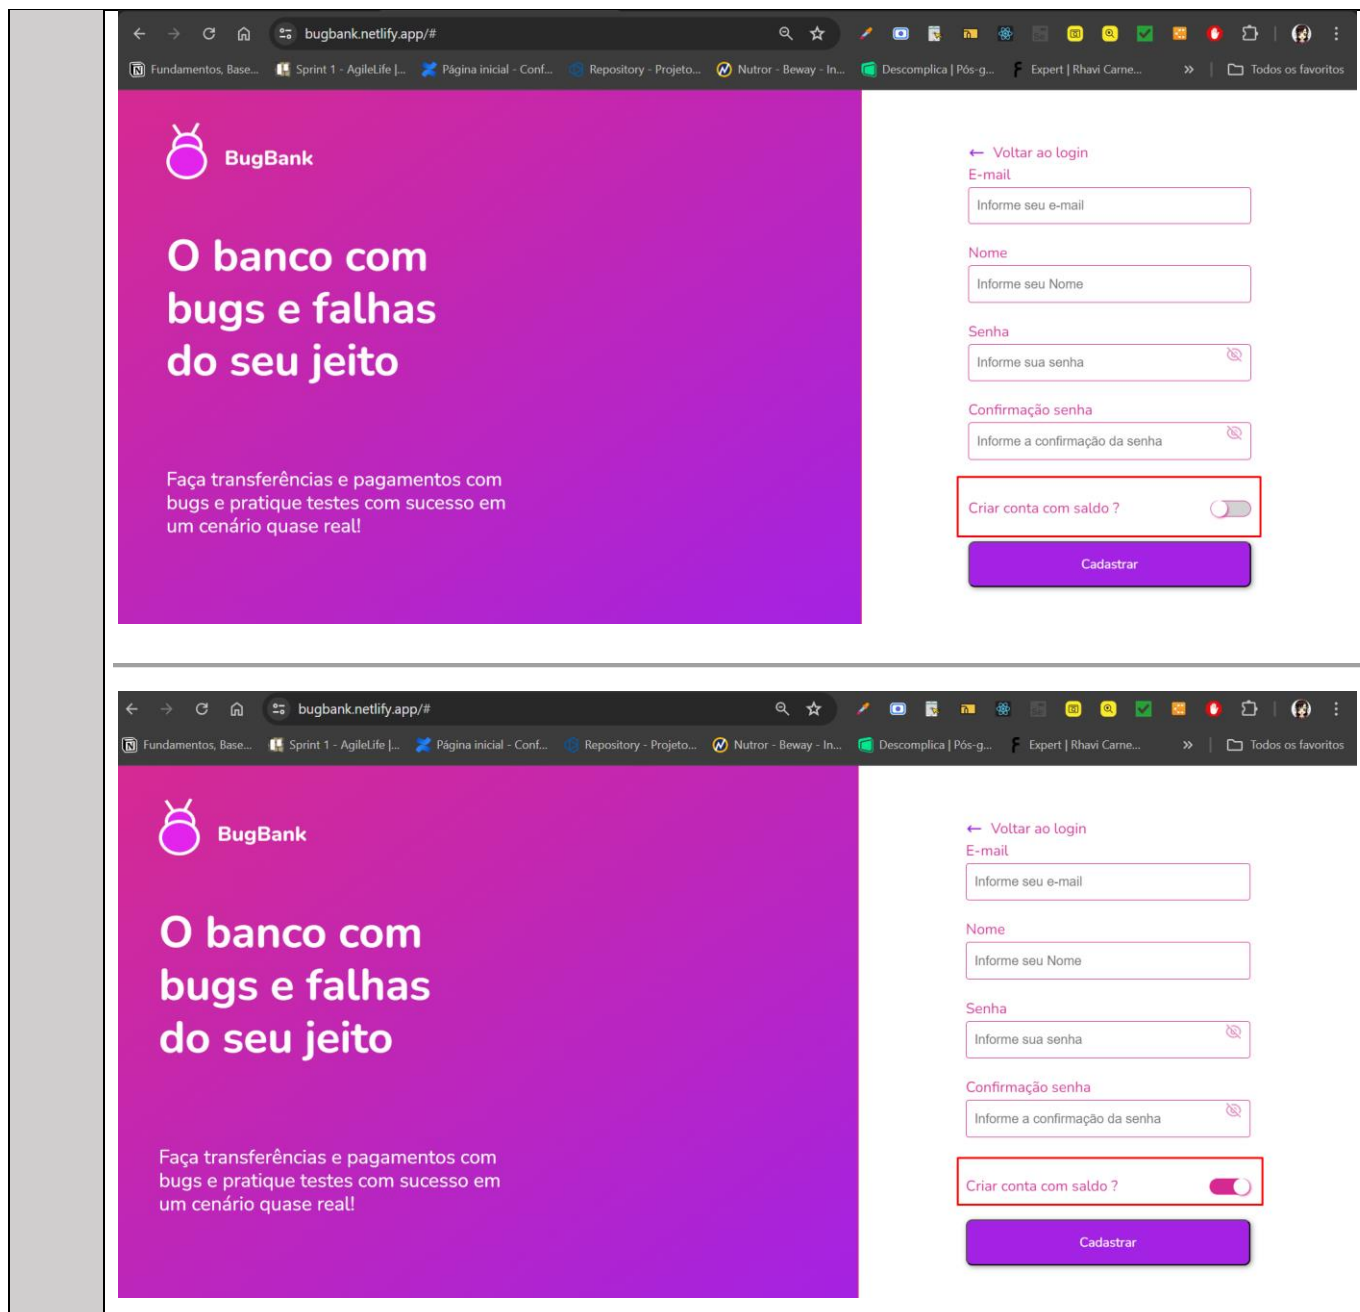 bugbank.netlify.app/#
Fundamentos, Base... Sprint 1 - AgileLife |... Página inicial - Conf... Repository - Projeto... Nutror - Beway - In... Descomplica | Pós-g... Expert | Rhavi Carne... » Todos os favoritos
BugBank
O banco com
bugs e falhas
do seu jeito
Faça transferências e pagamentos com
bugs e pratique testes com sucesso em
um cenário quase real!
← Voltar ao login
E-mail
Informe seu e-mail
Nome
Informe seu Nome
Senha
Informe sua senha
Confirmação senha
Informe a confirmação da senha
Criar conta com saldo ?
Cadastrar
bugbank.netlify.app/#
Fundamentos, Base... Sprint 1 - AgileLife |... Página inicial - Conf... Repository - Projeto... Nutror - Beway - In... Descomplica | Pós-g... Expert | Rhavi Carne... » Todos os favoritos
BugBank
O banco com
bugs e falhas
do seu jeito
Faça transferências e pagamentos com
bugs e pratique testes com sucesso em
um cenário quase real!
← Voltar ao login
E-mail
Informe seu e-mail
Nome
Informe seu Nome
Senha
Informe sua senha
Confirmação senha
Informe a confirmação da senha
Criar conta com saldo ?
Cadastrar